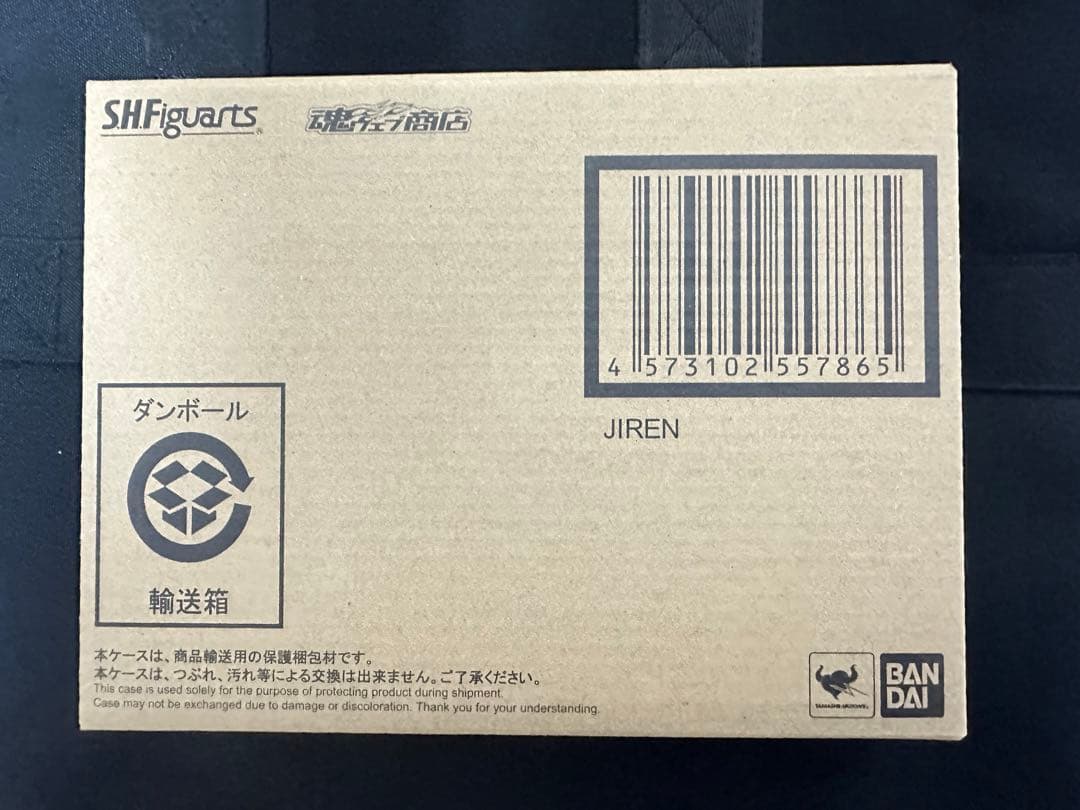 S.H.Figuarts
魂ウェブ商店
4 573102 557865
JIREN
ダンボール
輸送箱
本ケースは、商品輸送用の保護梱包材です。
本ケースは、つぶれ、汚れ等による交換は出来ません。ご了承ください。
This case is used solely for the purpose of protecting product during shipment.
Case may not be exchanged due to damage or discoloration. Thank you for your understanding.
TAMASHII NATIONS
BAN
DAI